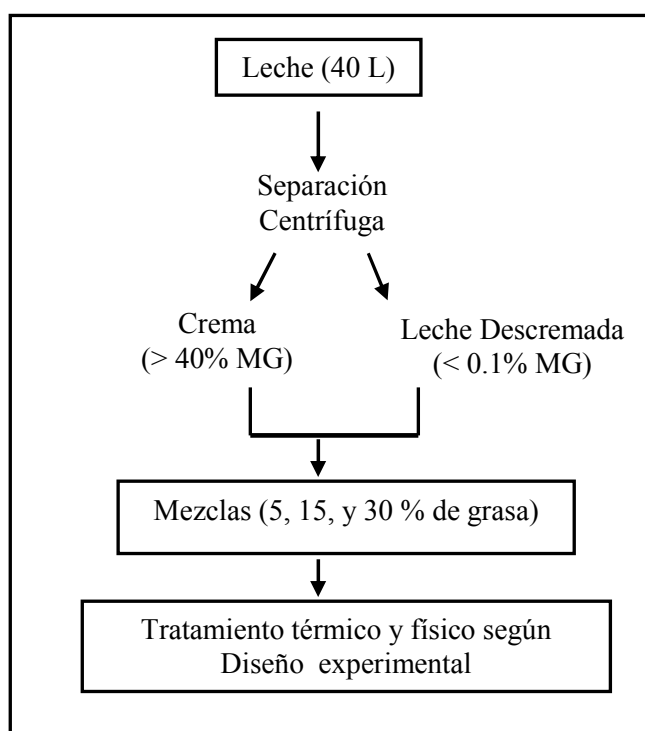 Leche (40 L)
Separación
Centrífuga
Crema
(> 40% MG)
Leche Descremada
(< 0.1% MG)
Mezclas (5, 15, y 30 % de grasa)
Tratamiento térmico y físico según
Diseño experimental